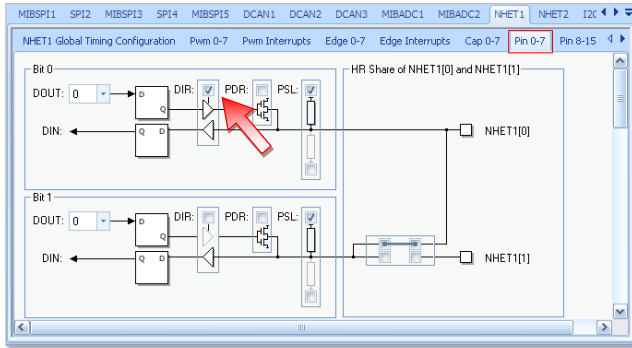 MIBSPI1 SPI2 MIBSPI3 SPI4 MIBSPI5 DCAN1 DCAN2 DCAN3 MIBADC1 MIBADC2 NHET1 NHET2 I2C
NHET1 Global Timing Configuration Pwm 0-7 Pwm Interrupts Edge 0-7 Edge Interrupts Cap 0-7 Pin 0-7 Pin 8-15
Bit 0 HR Share of NHET1[0] and NHET1[1]
DOUT: 0 D Q DIR: PDR: PSL:
DIN: Q D NHET1[0]
Bit 1
DOUT: 0 D Q DIR: PDR: PSL:
DIN: Q D NHET1[1]